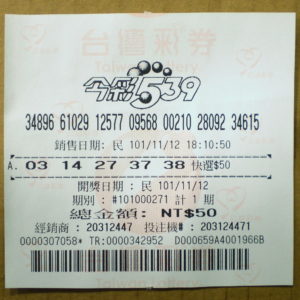 台灣彩券
Taiwan Lottery
今彩539
34896 61029 12577 09568 00210 28092 34615
銷售日期: 民 101/11/12 18:10:50
A. 03 14 27 37 38 快選$50
開獎日期 : 民 101/11/12
期別 : #101000271 計 1 期
總金額: NT$50
經銷商 : 20312447 投注機# : 203124471
0000307058* TR:0000342952 D000659A4001966B